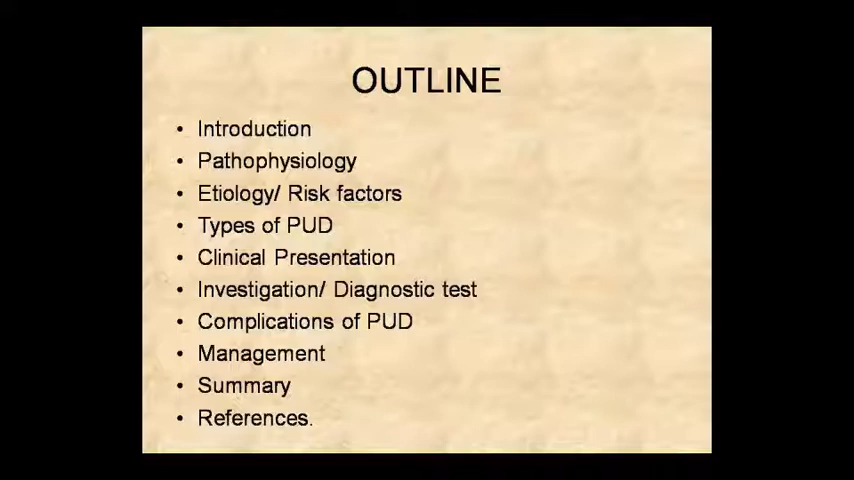 OUTLINE
• Introduction
• Pathophysiology
• Etiology/ Risk factors
• Types of PUD
• Clinical Presentation
• Investigation/ Diagnostic test
• Complications of PUD
• Management
• Summary
• References.